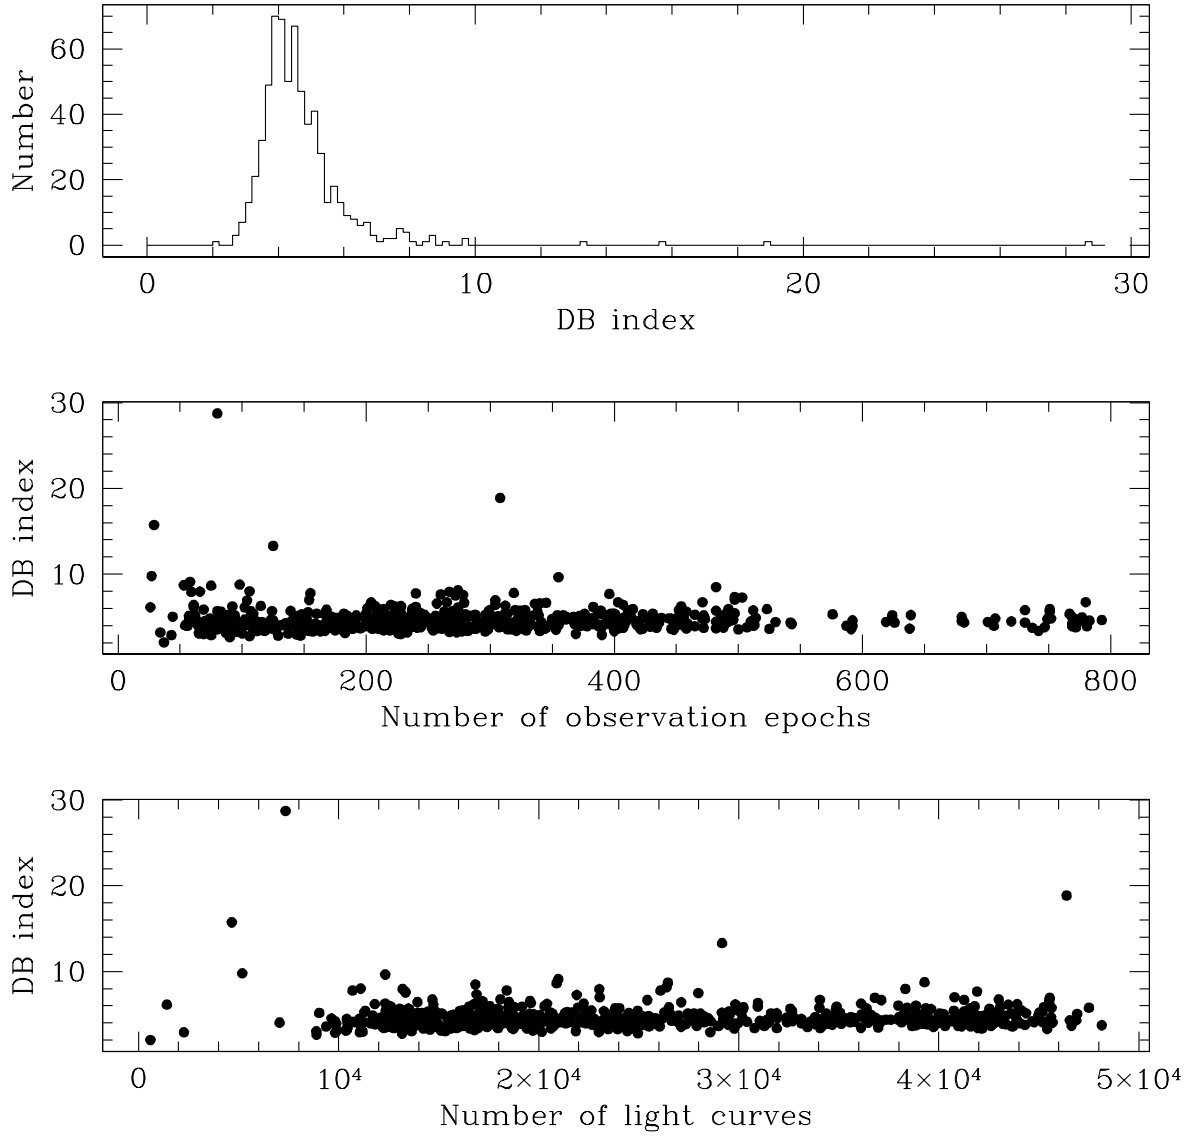 Number
60
40
20
0
0 10 20 30
DB index
DB index
30
20
10
0 200 400 600 800
Number of observation epochs
DB index
30
20
10
0 10⁴ 2×10⁴ 3×10⁴ 4×10⁴ 5×10⁴
Number of light curves